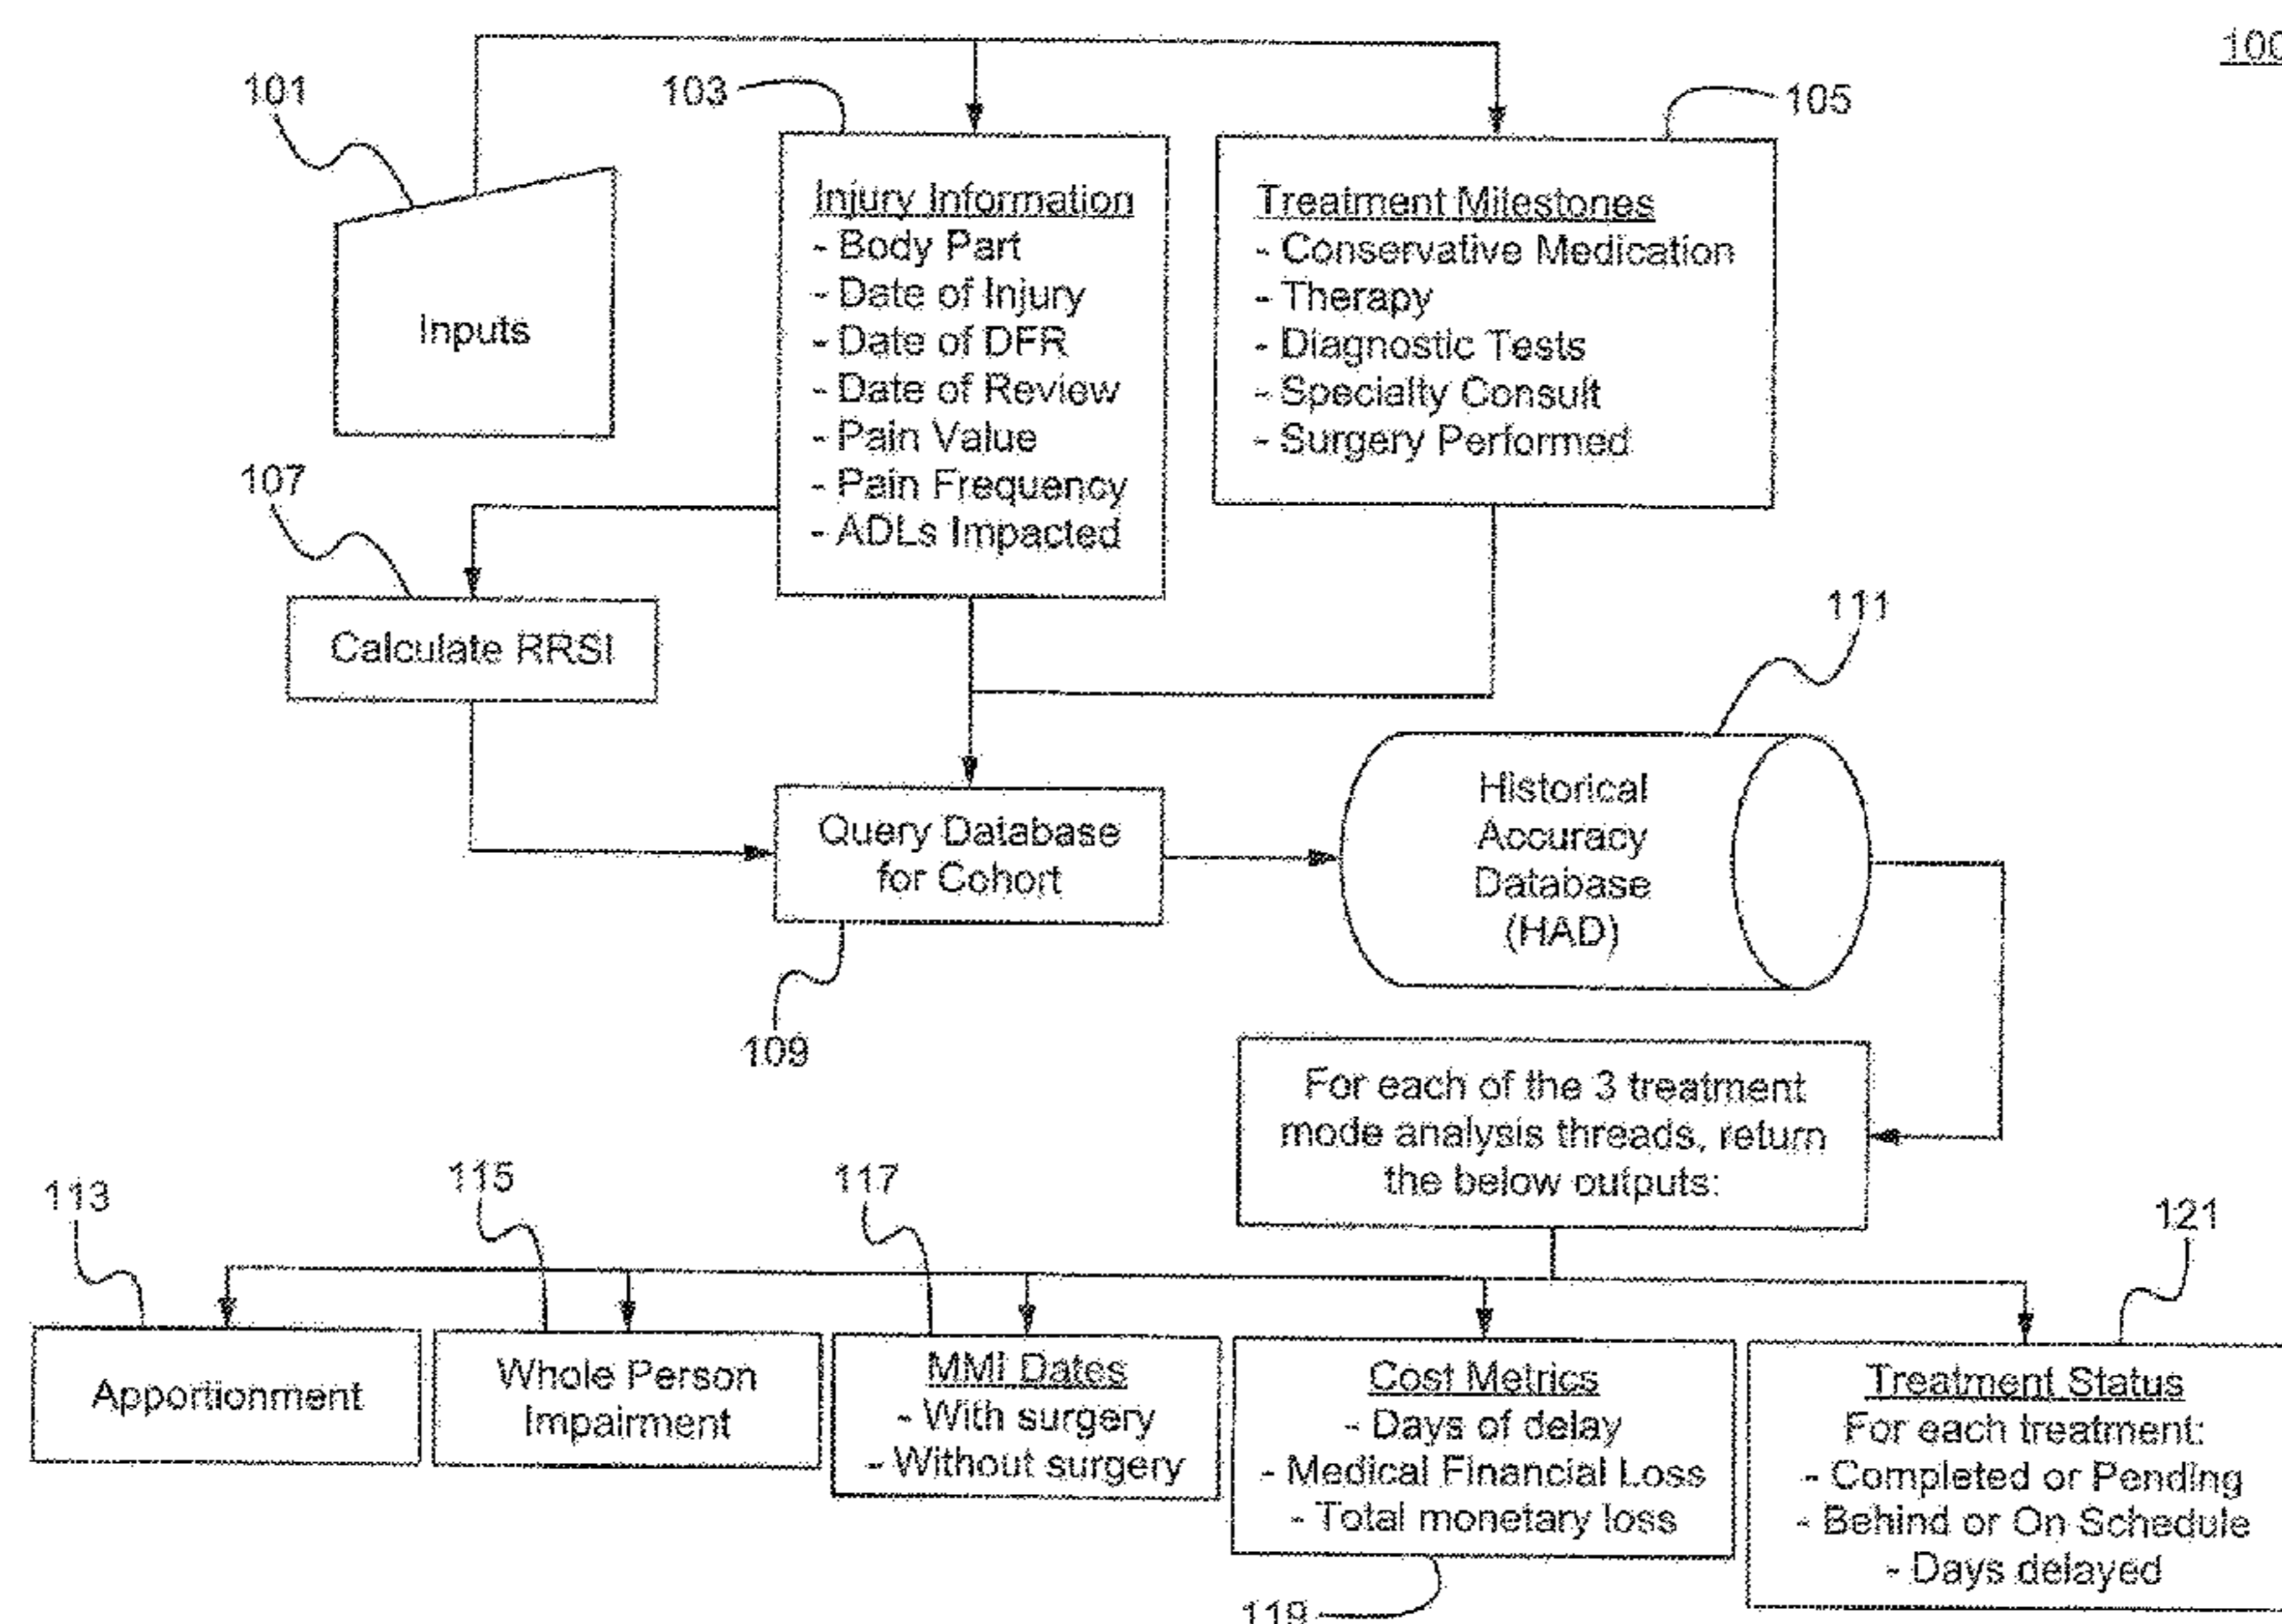 100
101
103
105
Inputs
Injury Information
- Body Part
- Date of Injury
- Date of DFR
- Date of Review
- Pain Value
- Pain Frequency
- ADLs Impacted
Treatment Milestones
- Conservative Medication
- Therapy
- Diagnostic Tests
- Specialty Consult
- Surgery Performed
107
Calculate RRSI
111
Query Database
for Cohort
109
Historical
Accuracy
Database
(HAD)
For each of the 3 treatment
mode analysis threads, return
the below outputs:
113
115
117
121
Apportionment
Whole Person
Impairment
MMI Dates
- With surgery
- Without surgery
Cost Metrics
- Days of delay
- Medical Financial Loss
- Total monetary loss
119
Treatment Status
For each treatment:
- Completed or Pending
- Behind or On Schedule
- Days delayed